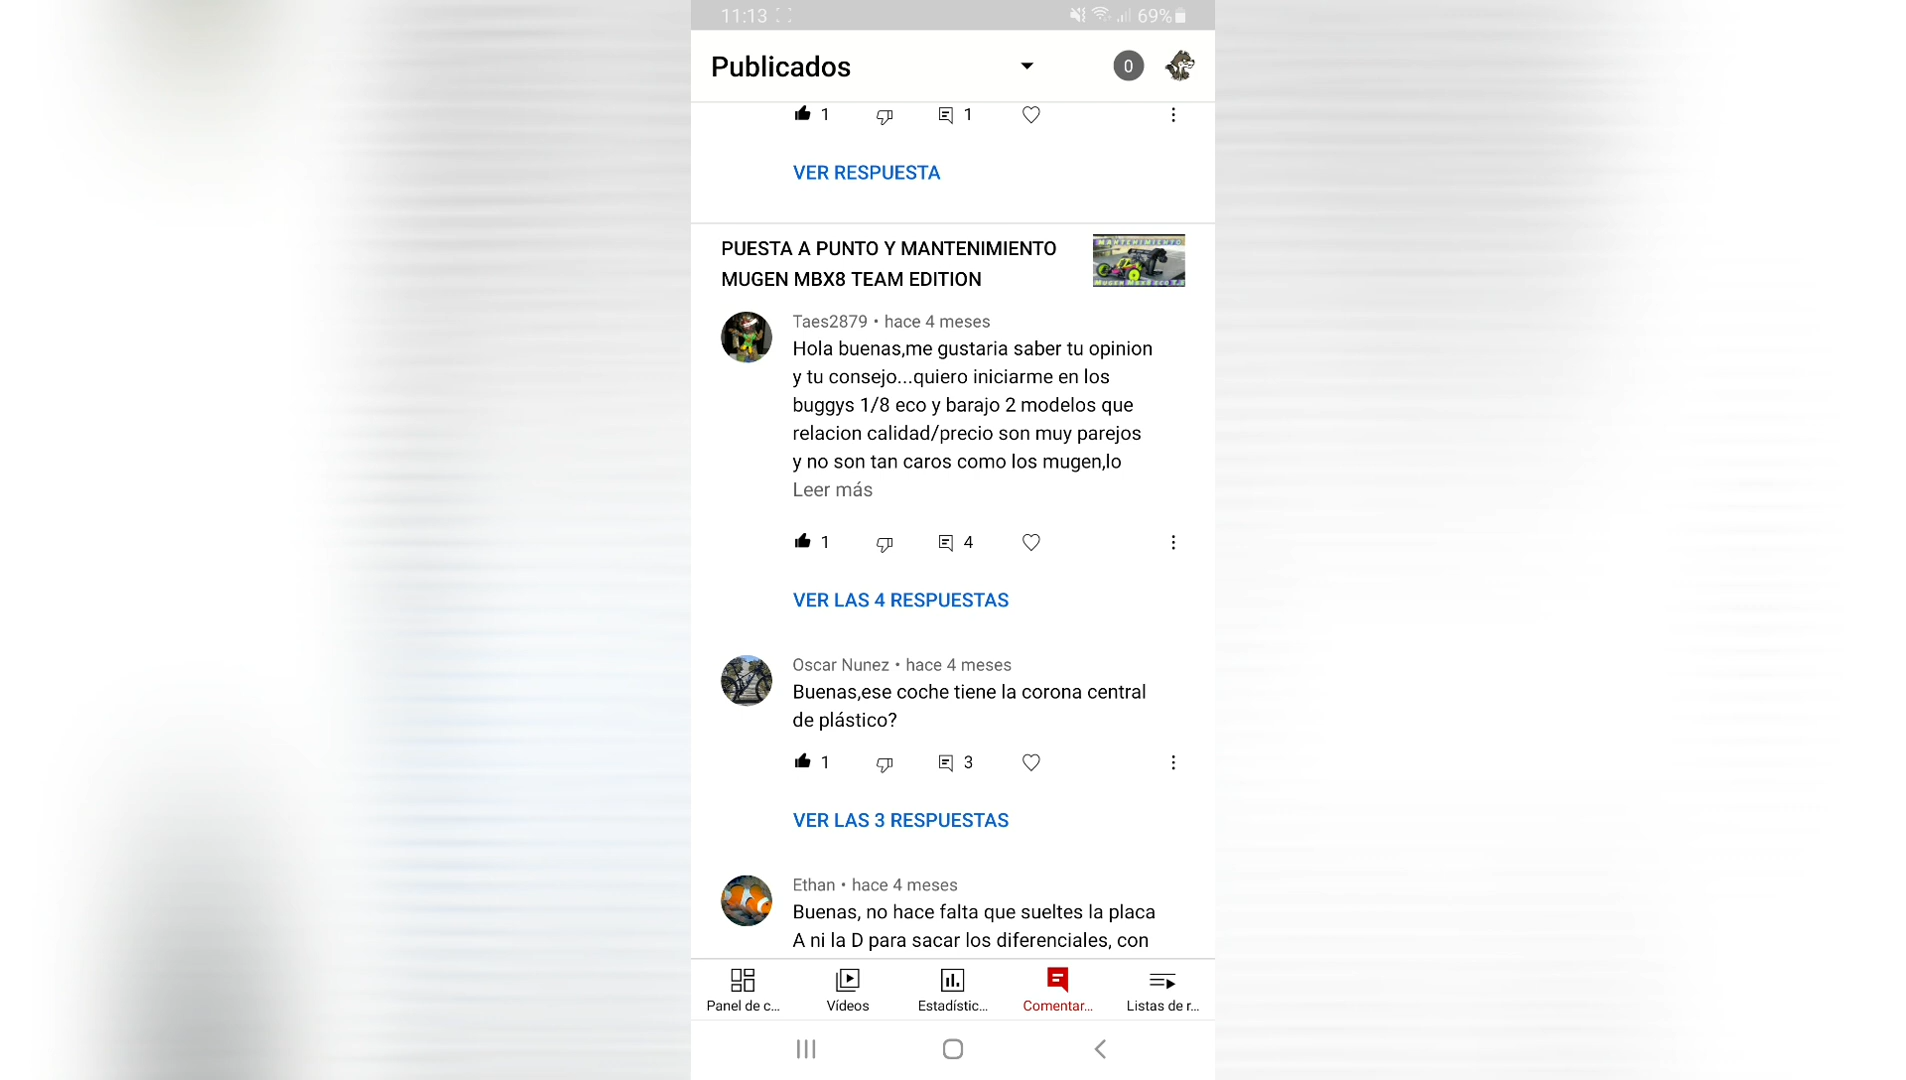 11:13
69%
Publicados
0
1
1
VER RESPUESTA
PUESTA A PUNTO Y MANTENIMIENTO
MUGEN MBX8 TEAM EDITION
MANTENIMIENTO
Taes2879 • hace 4 meses
Hola buenas,me gustaria saber tu opinion
y tu consejo...quiero iniciarme en los
buggys 1/8 eco y barajo 2 modelos que
relacion calidad/precio son muy parejos
y no son tan caros como los mugen,lo
Leer más
1
4
VER LAS 4 RESPUESTAS
Oscar Nunez • hace 4 meses
Buenas,ese coche tiene la corona central
de plástico?
1
3
VER LAS 3 RESPUESTAS
Ethan • hace 4 meses
Buenas, no hace falta que sueltes la placa
A ni la D para sacar los diferenciales, con
Panel de c...
Vídeos
Estadístic...
Comentar...
Listas de r...